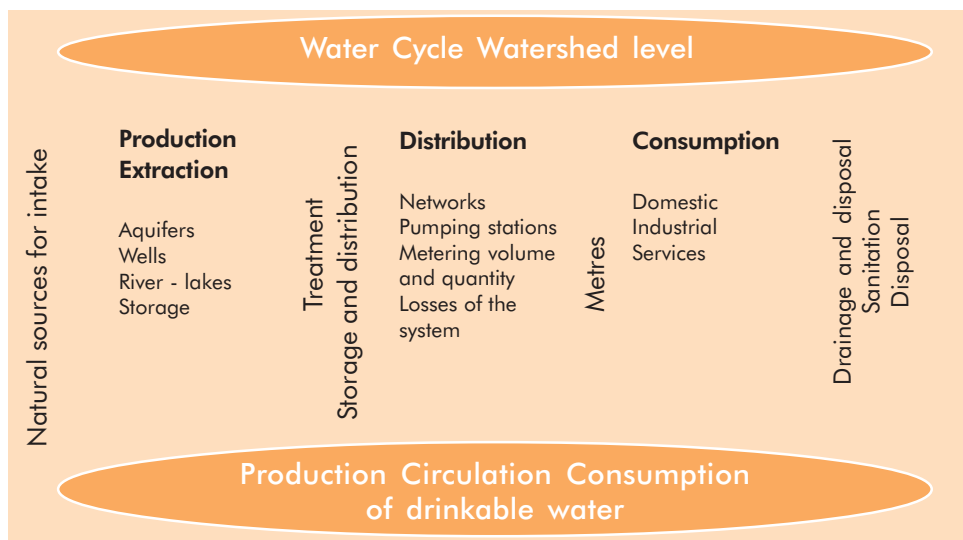 Water Cycle Watershed level
Natural sources for intake
Production
Extraction
Aquifers
Wells
River - lakes
Storage
Treatment
Storage and distribution
Distribution
Networks
Pumping stations
Metering volume
and quantity
Losses of the
system
Metres
Consumption
Domestic
Industrial
Services
Drainage and disposal
Sanitation
Disposal
Production Circulation Consumption
of drinkable water